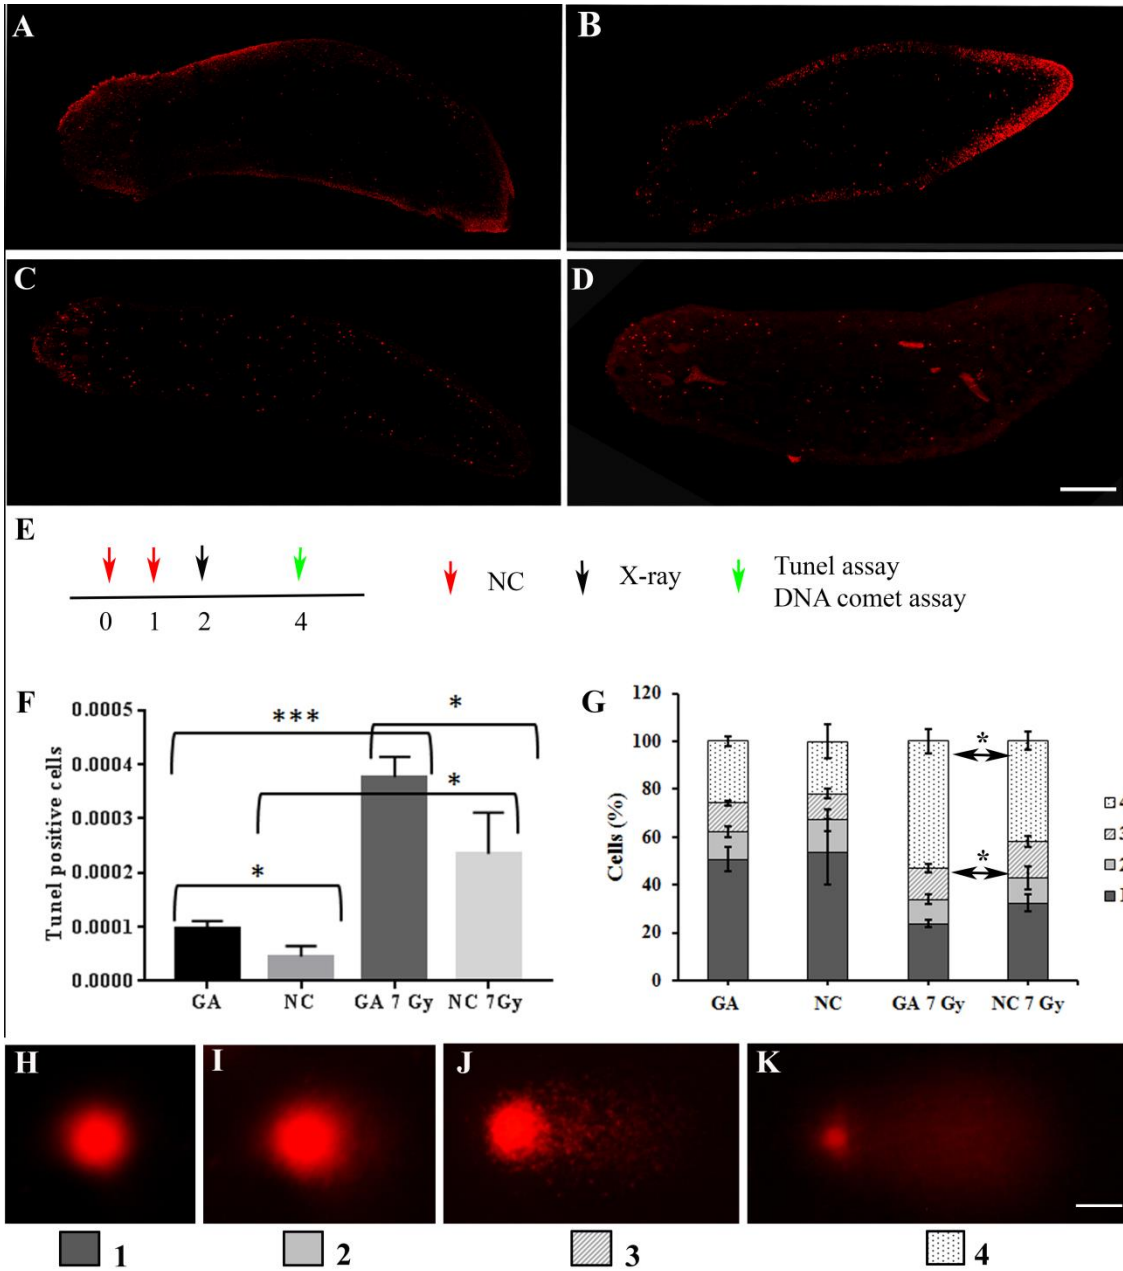 A
B
C
D
E
0 1 2 4
NC
X-ray
Tunel assay
DNA comet assay
F
Tunel positive cells
0.0005
0.0004
0.0003
0.0002
0.0001
0.0000
***
*
*
*
GA NC GA 7 Gy NC 7Gy
G
Cells (%)
120
100
80
60
40
20
0
*
*
GA NC GA 7 Gy NC 7 Gy
3
2
H
I
J
K
1 2 3 4